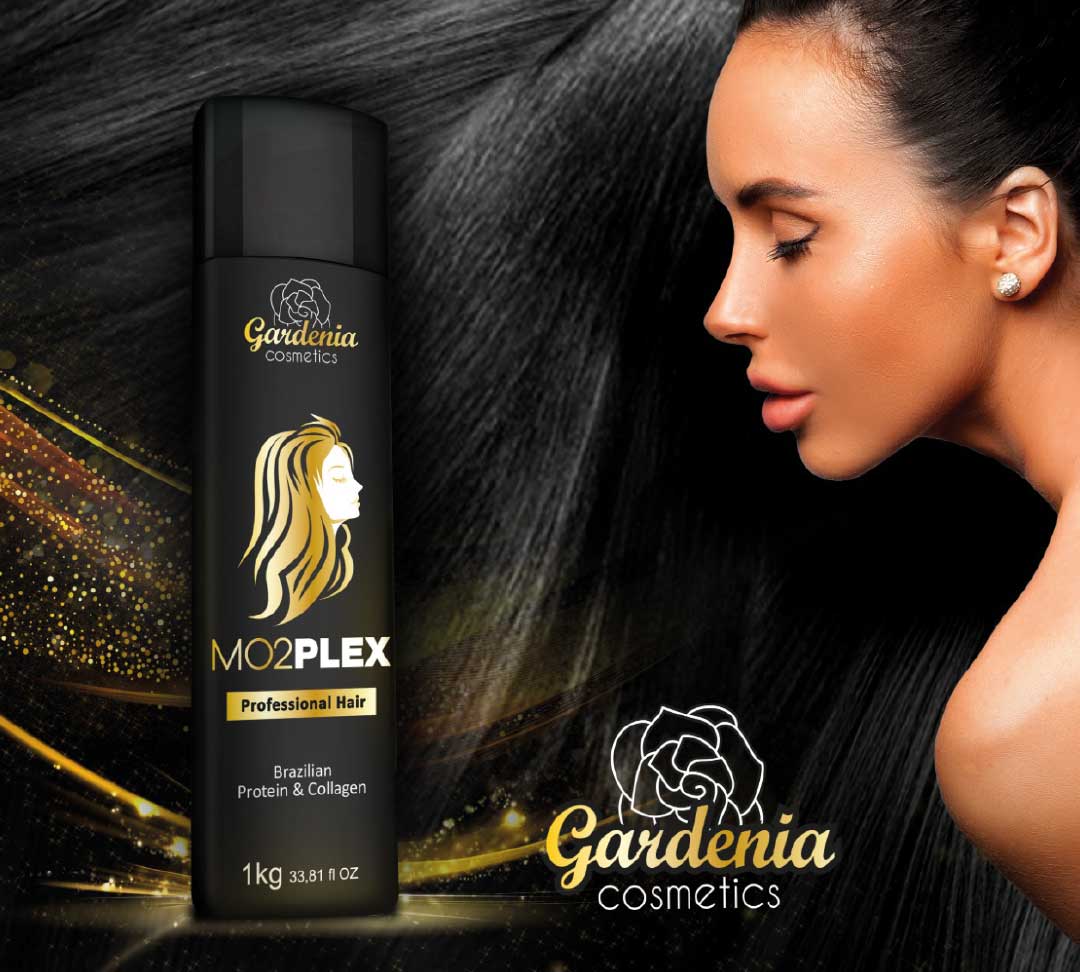 Gardenia
cosmetics
MO2PLEX
Professional Hair
Brazilian
Protein & Collagen
1kg 33,81 fl oz
Gardenia
cosmetics